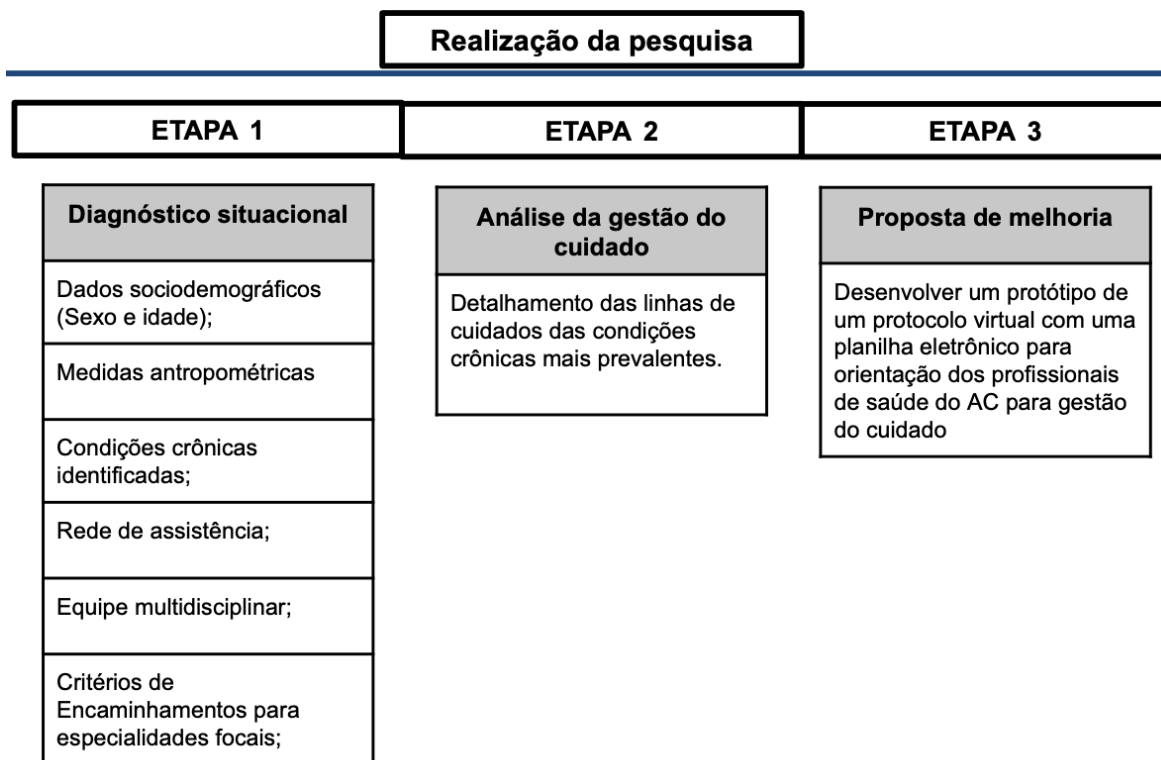 Realização da pesquisa
ETAPA 1
ETAPA 2
ETAPA 3
Diagnóstico situacional
Dados sociodemográficos
(Sexo e idade);
Medidas antropométricas
Condições crônicas
identificadas;
Rede de assistência;
Equipe multidisciplinar;
Critérios de
Encaminhamentos para
especialidades focais;
Análise da gestão do
cuidado
Detalhamento das linhas de
cuidados das condições
crônicas mais prevalentes.
Proposta de melhoria
Desenvolver um protótipo de
um protocolo virtual com uma
planilha eletrônico para
orientação dos profissionais
de saúde do AC para gestão
do cuidado